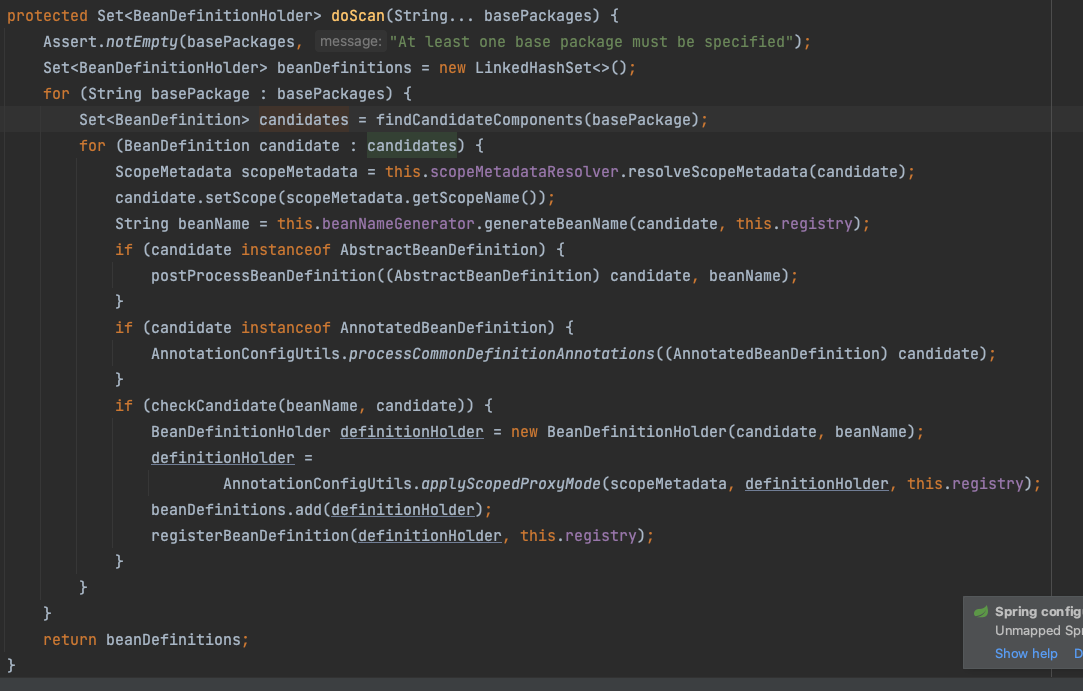 protected Set<BeanDefinitionHolder> doScan(String... basePackages) {
    Assert.notEmpty(basePackages, message: "At least one base package must be specified");
    Set<BeanDefinitionHolder> beanDefinitions = new LinkedHashSet<>();
    for (String basePackage : basePackages) {
        Set<BeanDefinition> candidates = findCandidateComponents(basePackage);
        for (BeanDefinition candidate : candidates) {
            ScopeMetadata scopeMetadata = this.scopeMetadataResolver.resolveScopeMetadata(candidate);
            candidate.setScope(scopeMetadata.getScopeName());
            String beanName = this.beanNameGenerator.generateBeanName(candidate, this.registry);
            if (candidate instanceof AbstractBeanDefinition) {
                postProcessBeanDefinition((AbstractBeanDefinition) candidate, beanName);
            }
            if (candidate instanceof AnnotatedBeanDefinition) {
                AnnotationConfigUtils.processCommonDefinitionAnnotations((AnnotatedBeanDefinition) candidate);
            }
            if (checkCandidate(beanName, candidate)) {
                BeanDefinitionHolder definitionHolder = new BeanDefinitionHolder(candidate, beanName);
                definitionHolder =
                        AnnotationConfigUtils.applyScopedProxyMode(scopeMetadata, definitionHolder, this.registry);
                beanDefinitions.add(definitionHolder);
                registerBeanDefinition(definitionHolder, this.registry);
            }
        }
    }
    return beanDefinitions;
}
Spring config
Unmapped Spr
Show help D